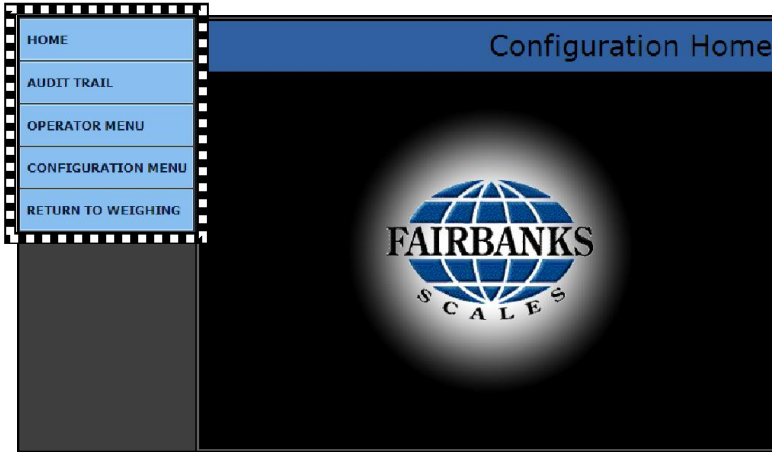 HOME
AUDIT TRAIL
OPERATOR MENU
CONFIGURATION MENU
RETURN TO WEIGHING
Configuration Home
FAIRBANKS
SCALES